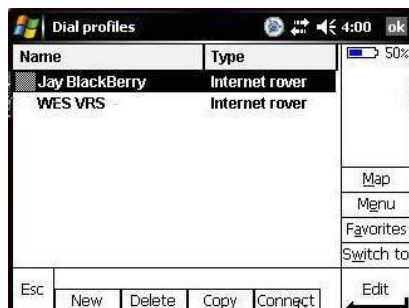 Dial profiles 4:00 ok
Name Type 50%
Jay BlackBerry Internet rover
WES VRS Internet rover
Map
Menu
Favorites
Switch to
Esc New Delete Copy Connect Edit